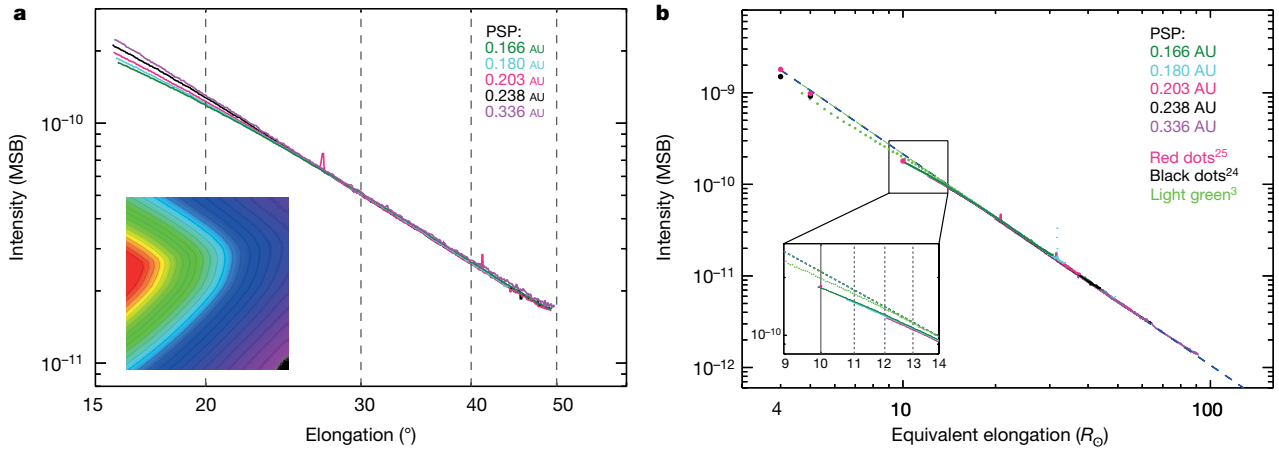 a
PSP:
0.166 AU
0.180 AU
0.203 AU
0.238 AU
0.336 AU
Intensity (MSB)
10⁻¹⁰
10⁻¹¹
15 20 30 40 50
Elongation (°)
b
PSP:
0.166 AU
0.180 AU
0.203 AU
0.238 AU
0.336 AU
Red dots²⁵
Black dots²⁴
Light green³
Intensity (MSB)
10⁻⁹
10⁻¹⁰
10⁻¹¹
10⁻¹²
10⁻¹⁰
9 10 11 12 13 14
4 10 100
Equivalent elongation (R☉)